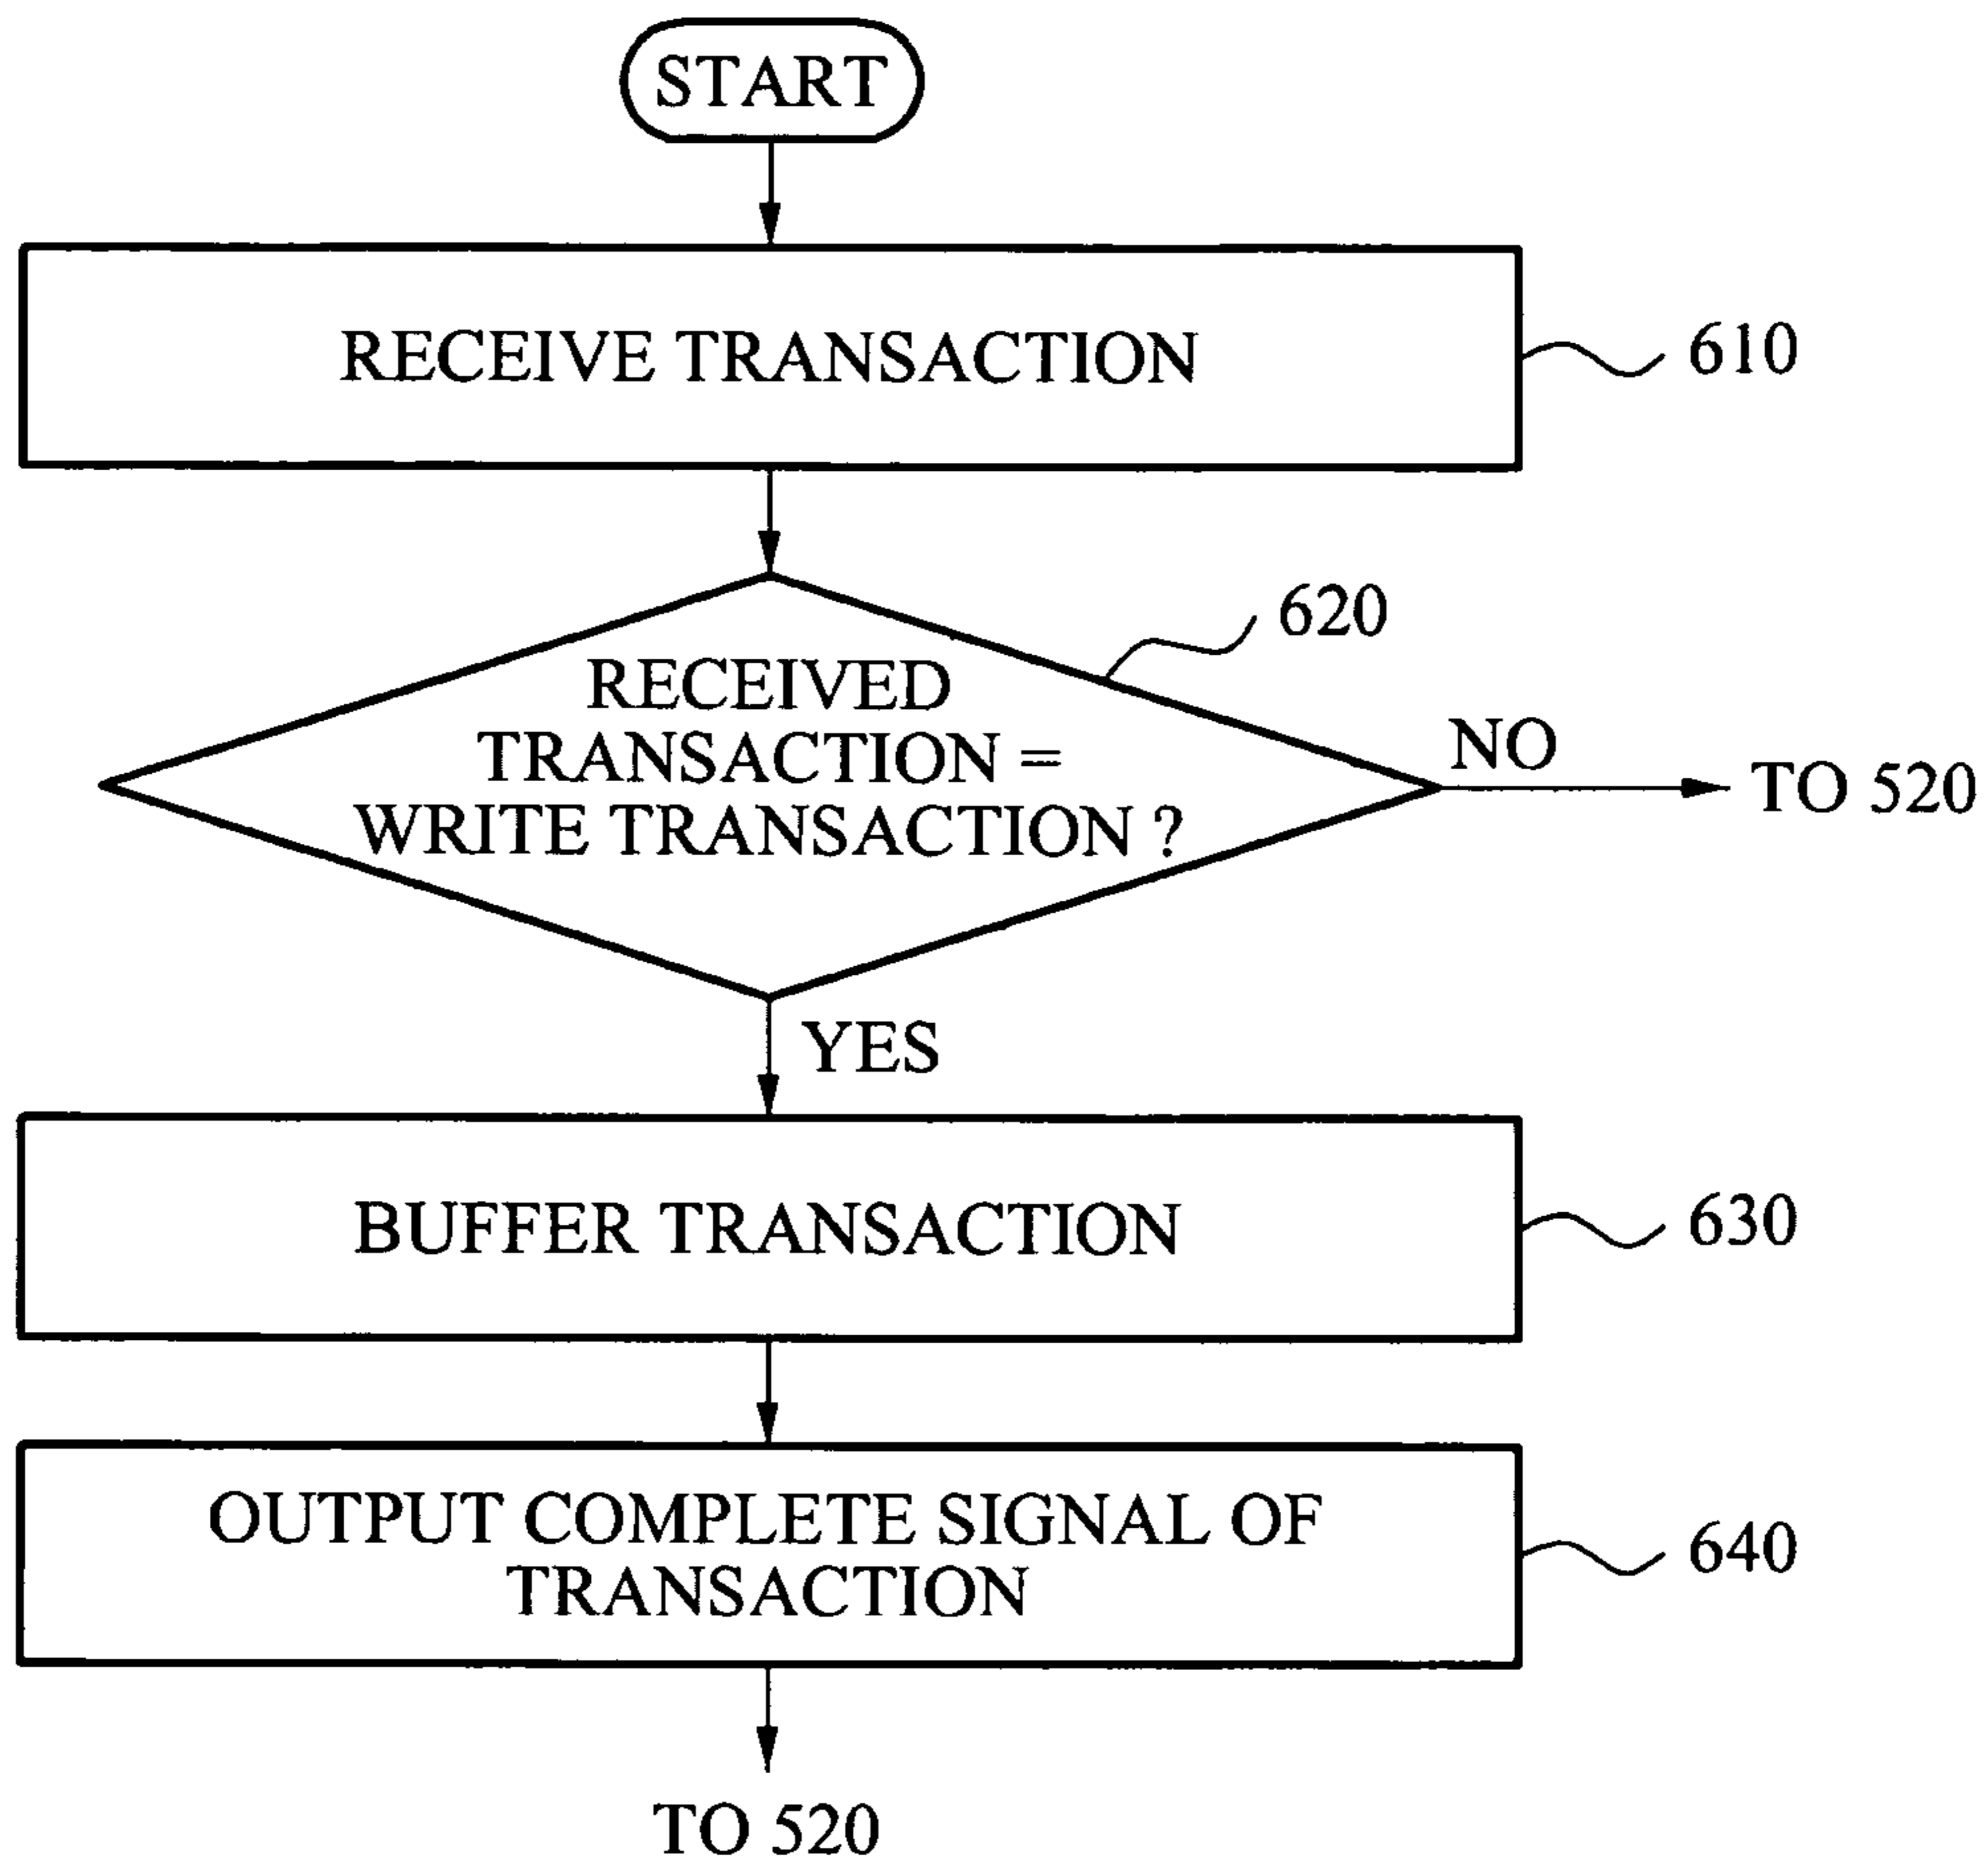 START
RECEIVE TRANSACTION
610
620
RECEIVED
TRANSACTION =
WRITE TRANSACTION ?
NO
TO 520
YES
BUFFER TRANSACTION
630
OUTPUT COMPLETE SIGNAL OF
TRANSACTION
640
TO 520